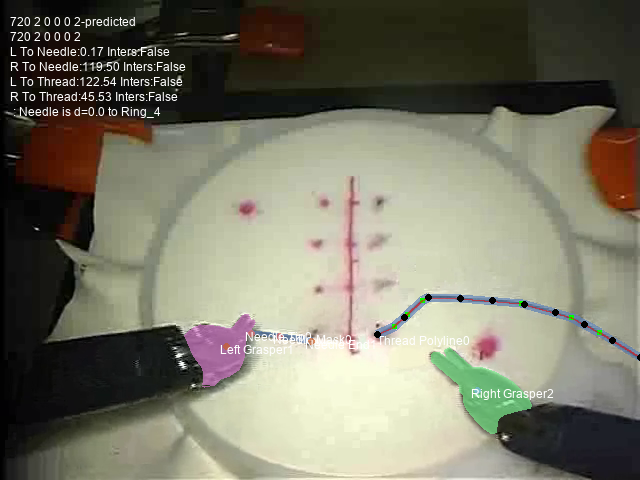 720 2 0 0 0 2-predicted
720 2 0 0 0 2
L To Needle:0.17 Inters:False
R To Needle:119.50 Inters:False
L To Thread:122.54 Inters:False
R To Thread:45.53 Inters:False
: Needle is d=0.0 to Ring_4
Thread Polyline0
Left Grasper1
Right Grasper2